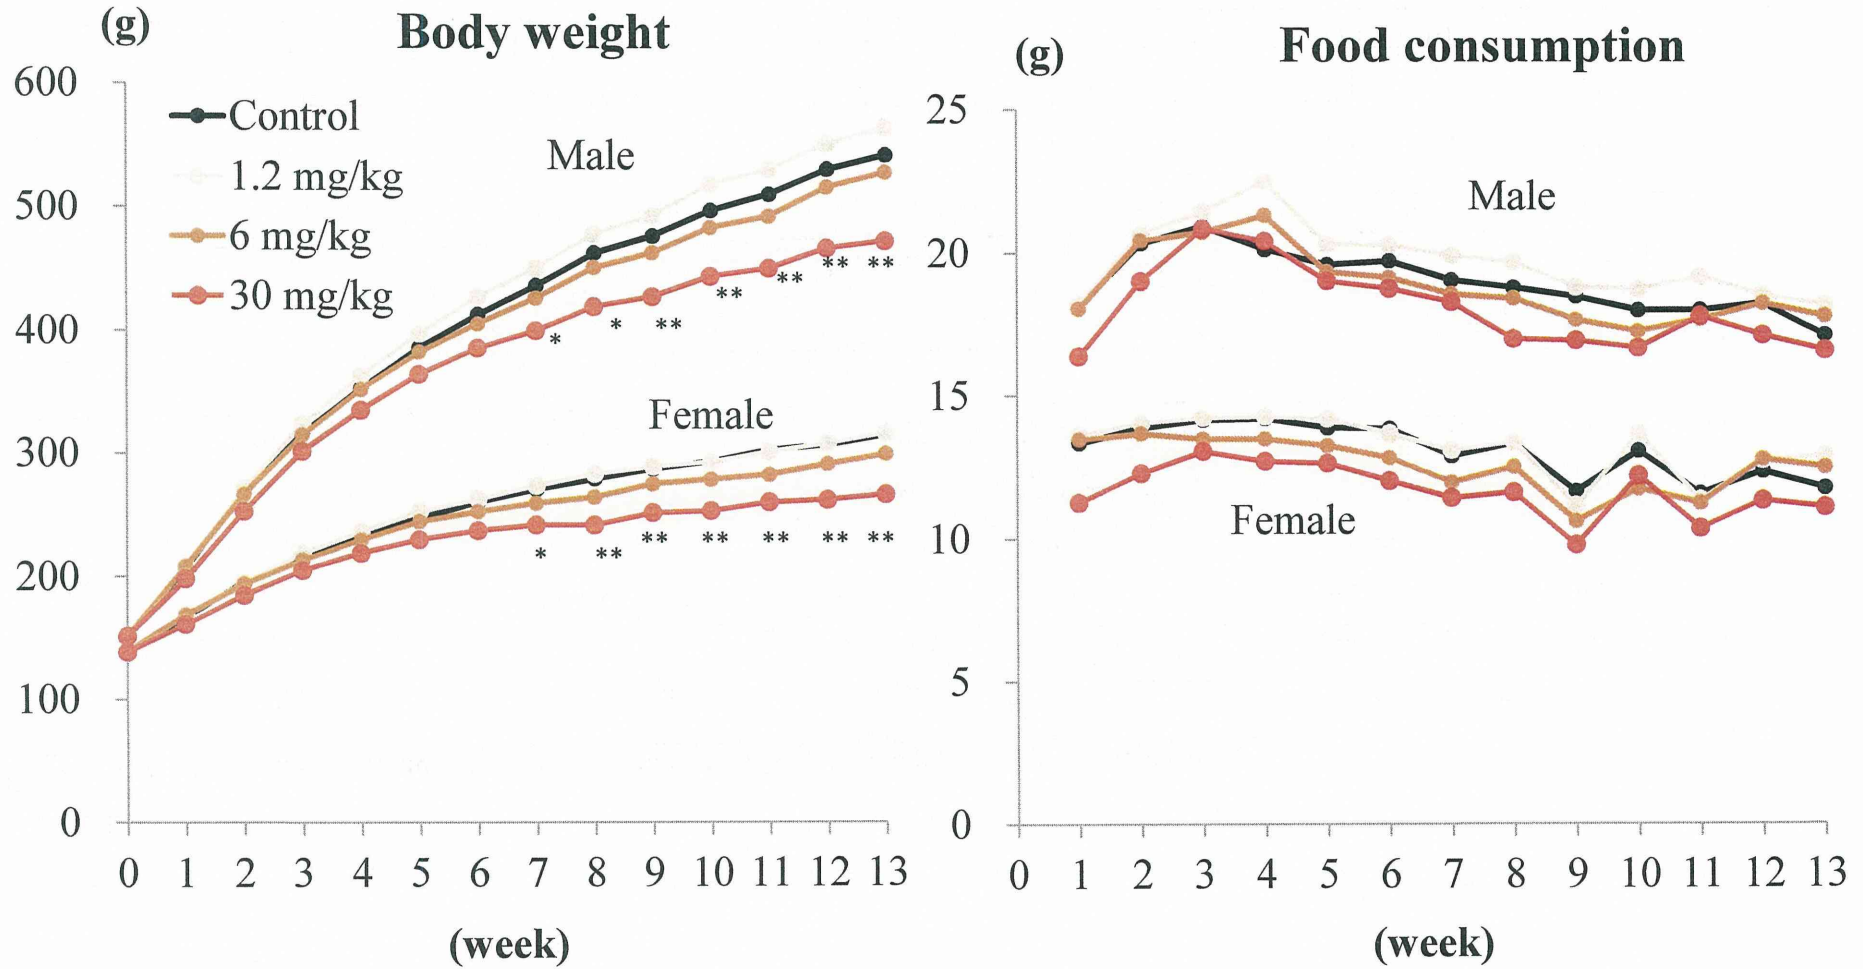 (g)
Body weight
600
500
400
300
200
100
0
Control
1.2 mg/kg
6 mg/kg
30 mg/kg
Male
* * ** ** ** ** **
Female
* ** ** ** ** ** **
0 1 2 3 4 5 6 7 8 9 10 11 12 13
(week)
(g)
Food consumption
25
20
15
10
5
0
Male
Female
0 1 2 3 4 5 6 7 8 9 10 11 12 13
(week)